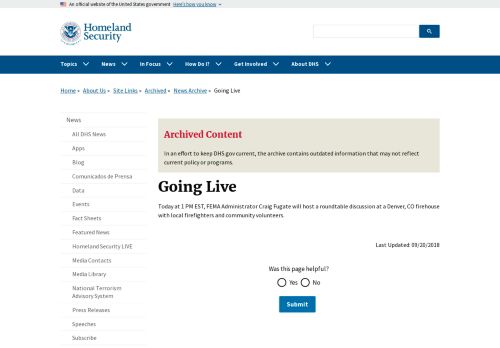 An official website of the United States government Here's how you know
Homeland
Security
Topics News In Focus How Do I? Get Involved About DHS
Home » About Us » Site Links » Archived » News Archive » Going Live
News
All DHS News
Apps
Blog
Comunicados de Prensa
Data
Events
Fact Sheets
Featured News
Homeland Security LIVE
Media Contacts
Media Library
National Terrorism
Advisory System
Press Releases
Speeches
Subscribe
Archived Content
In an effort to keep DHS.gov current, the archive contains outdated information that may not reflect
current policy or programs.
Going Live
Today at 1 PM EST, FEMA Administrator Craig Fugate will host a roundtable discussion at a Denver, CO firehouse
with local firefighters and community volunteers.
Last Updated: 09/20/2018
Was this page helpful?
Yes No
Submit